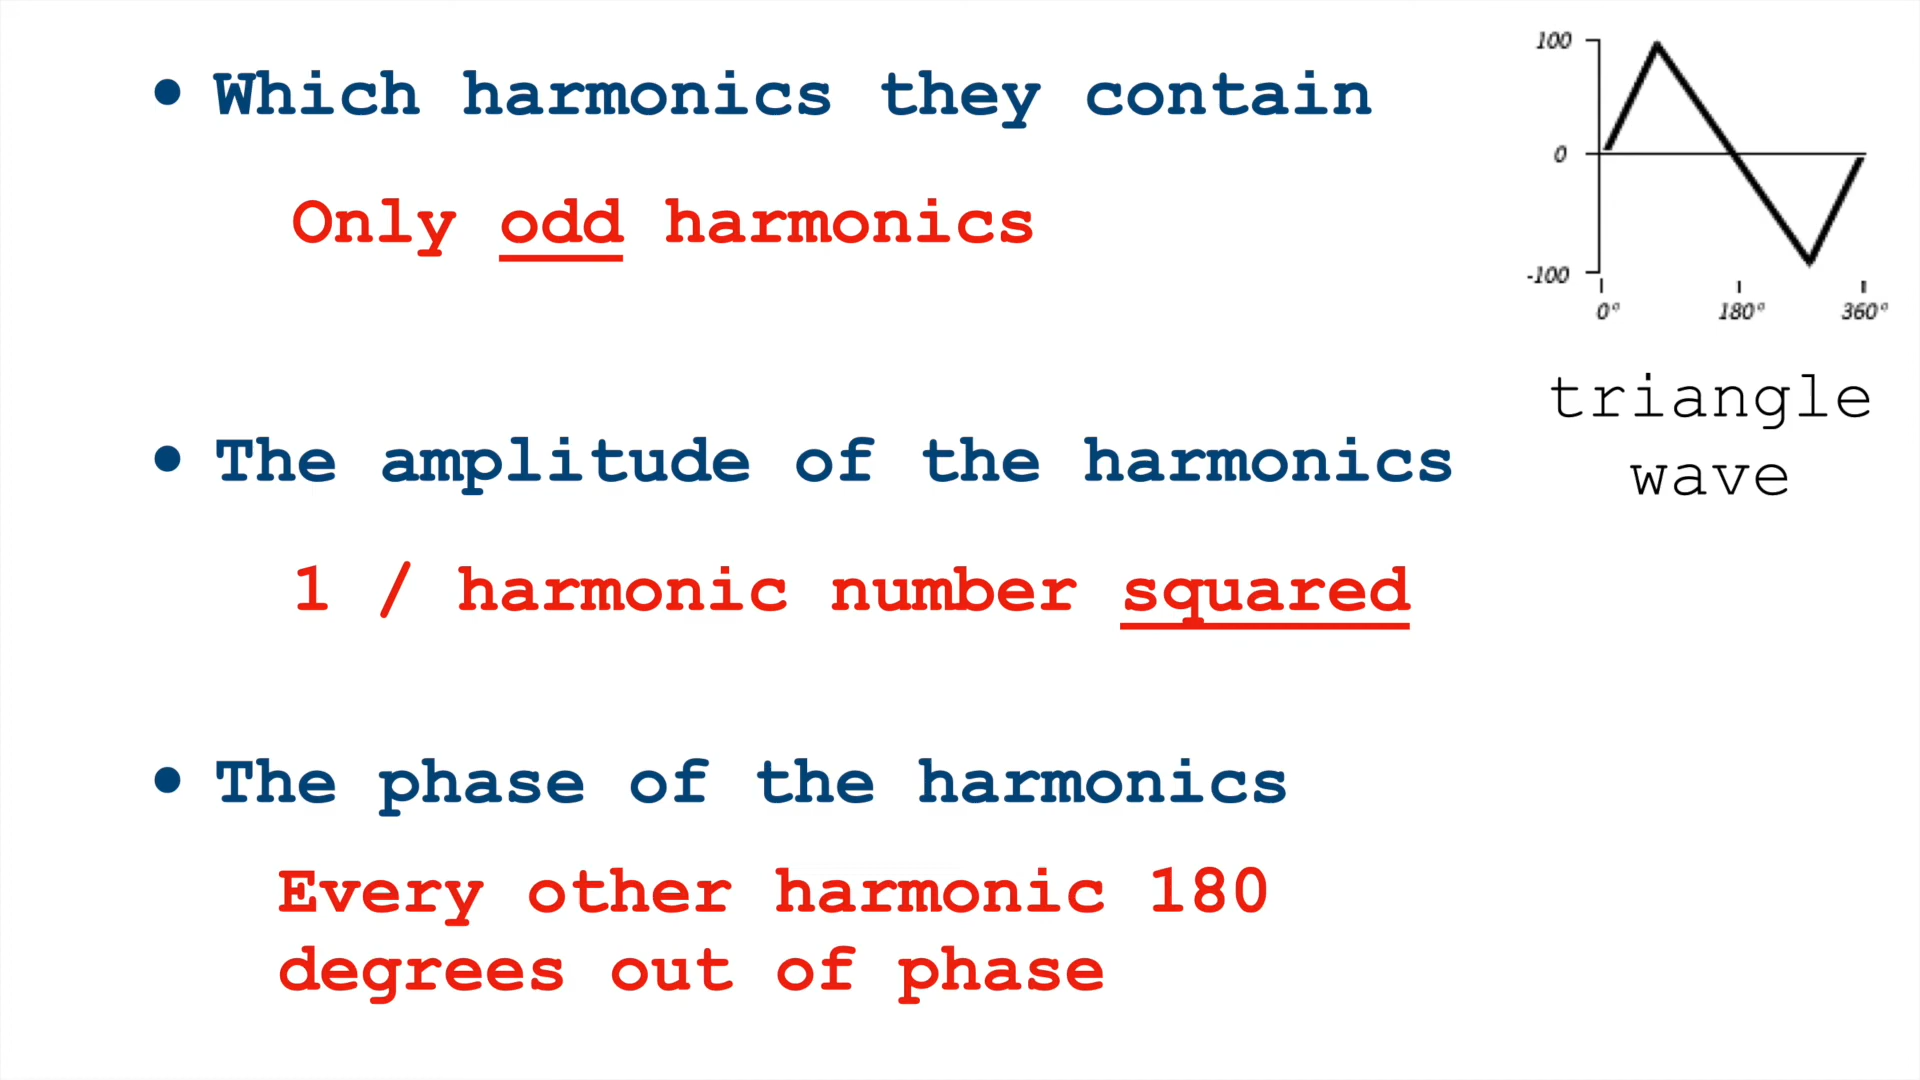 • Which harmonics they contain
Only odd harmonics
• The amplitude of the harmonics
1 / harmonic number squared
• The phase of the harmonics
Every other harmonic 180
degrees out of phase
100
0
-100
0° 180° 360°
triangle
wave